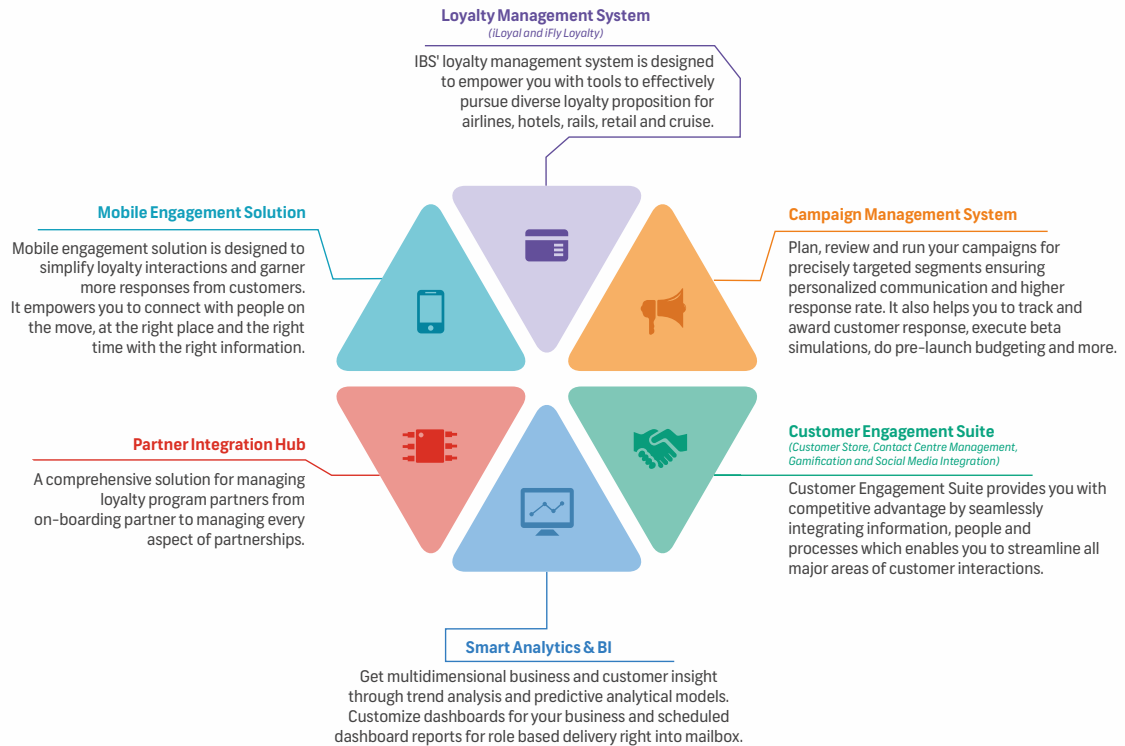 Loyalty Management System
(iLoyal and iFly Loyalty)
IBS' loyalty management system is designed
to empower you with tools to effectively
pursue diverse loyalty proposition for
airlines, hotels, rails, retail and cruise.
Mobile Engagement Solution
Mobile engagement solution is designed to
simplify loyalty interactions and garner
more responses from customers.
It empowers you to connect with people on
the move, at the right place and the right
time with the right information.
Campaign Management System
Plan, review and run your campaigns for
precisely targeted segments ensuring
personalized communication and higher
response rate. It also helps you to track and
award customer response, execute beta
simulations, do pre-launch budgeting and more.
Partner Integration Hub
A comprehensive solution for managing
loyalty program partners from
on-boarding partner to managing every
aspect of partnerships.
Customer Engagement Suite
(Customer Store, Contact Centre Management,
Gamification and Social Media Integration)
Customer Engagement Suite provides you with
competitive advantage by seamlessly
integrating information, people and
processes which enables you to streamline all
major areas of customer interactions.
Smart Analytics & BI
Get multidimensional business and customer insight
through trend analysis and predictive analytical models.
Customize dashboards for your business and scheduled
dashboard reports for role based delivery right into mailbox.